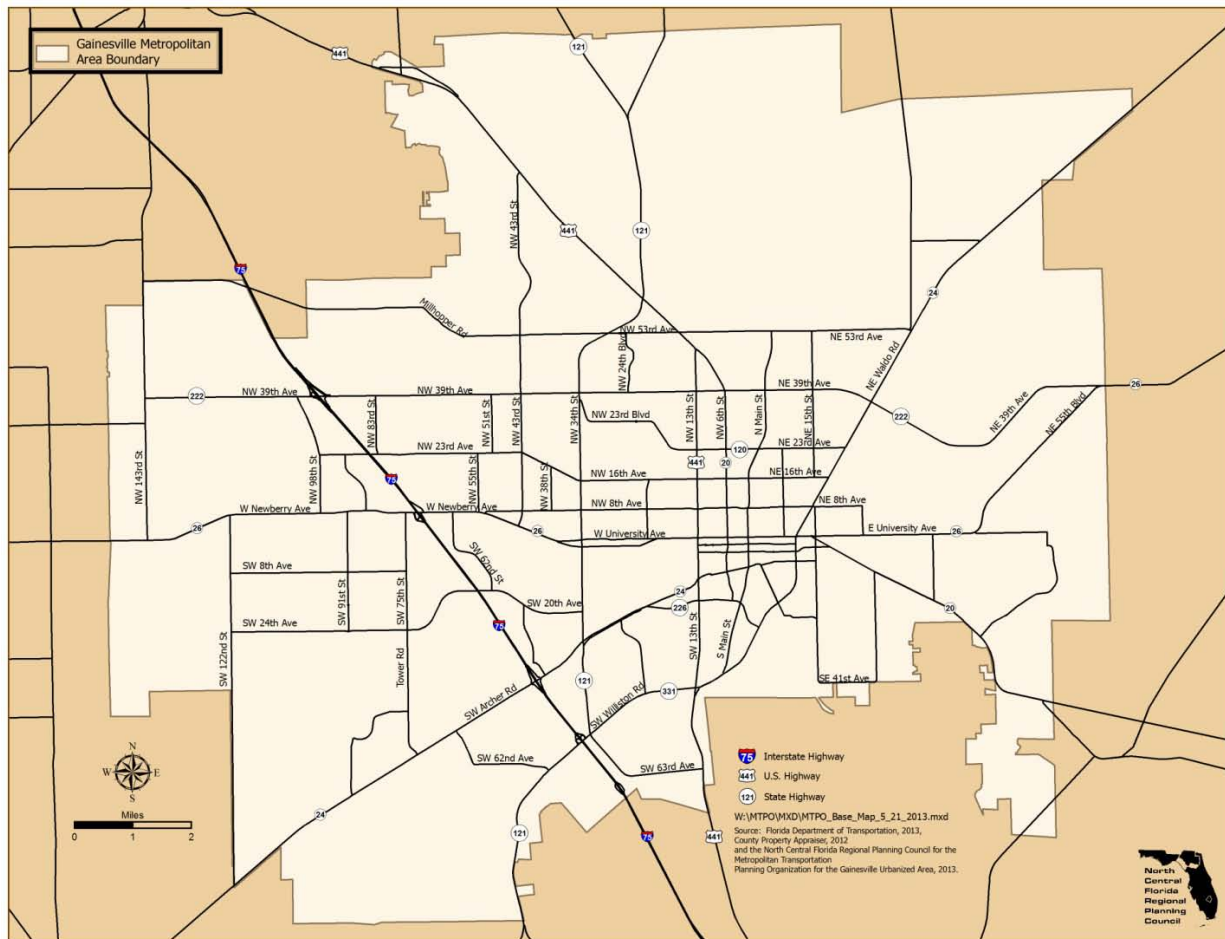 Gainesville Metropolitan
Area Boundary
441
121
75
NW 43rd St
441
121
24
Millhopper Rd
NW 53rd Ave
NE 53rd Ave
NW 24th Blvd
NE Waldo Rd
222
NW 39th Ave
NW 39th Ave
NE 39th Ave
26
NW 143rd St
NW 98th St
NW 83rd St
NW 51st St
NW 43rd St
NW 34th St
NW 23rd Blvd
NW 13th St
NW 6th St
N Main St
NE 15th St
222
NE 39th Ave
NE 55th Blvd
NW 23rd Ave
120
NE 23rd Ave
75
NW 55th St
NW 38th St
NW 16th Ave
441
20
NE 16th Ave
26
W Newberry Ave
NW 8th Ave
NE 8th Ave
26
W University Ave
E University Ave
26
SW 8th Ave
SW 91st St
SW 75th St
SW 62nd St
SW 20th Ave
24
226
20
SW 24th Ave
75
SW 122nd St
Tower Rd
SW 13th St
S Main St
121
SW Archer Rd
SW Williston Rd
331
SE 41st Ave
SW 62nd Ave
SW 63rd Ave
24
121
75
441
N
W E
S
Miles
0 1 2
75 Interstate Highway
441 U.S. Highway
121 State Highway
W:\MTPO\MXD\MTPO_Base_Map_5_21_2013.mxd
Source: Florida Department of Transportation, 2013,
County Property Appraiser, 2012
and the North Central Florida Regional Planning Council for the
Metropolitan Transportation
Planning Organization for the Gainesville Urbanized Area, 2013.
North
Central
Florida
Regional
Planning
Council